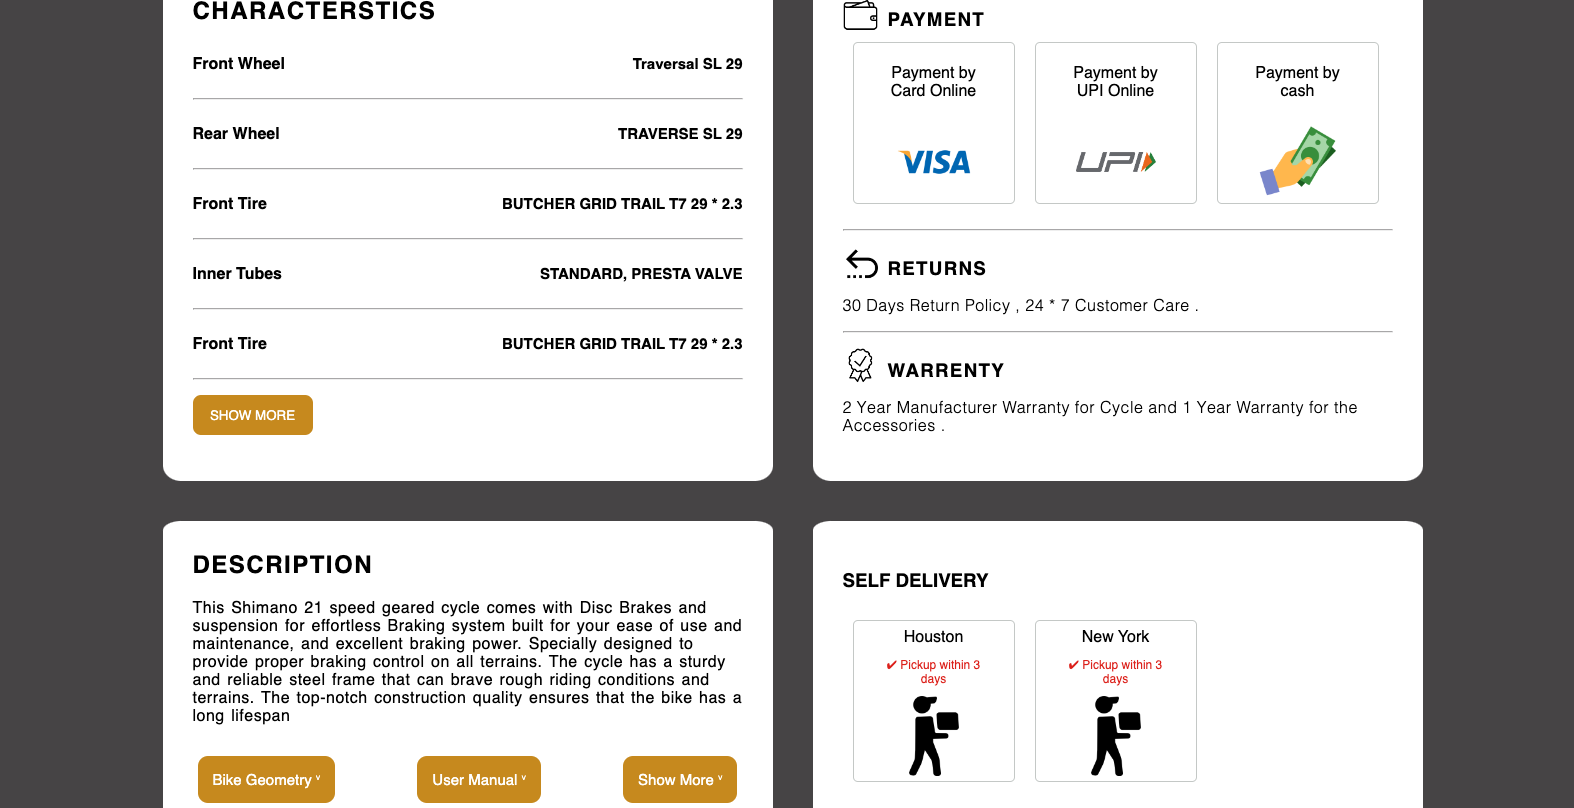 CHARACTERSTICS
Front Wheel Traversal SL 29
Rear Wheel TRAVERSE SL 29
Front Tire BUTCHER GRID TRAIL T7 29 * 2.3
Inner Tubes STANDARD, PRESTA VALVE
Front Tire BUTCHER GRID TRAIL T7 29 * 2.3
SHOW MORE
PAYMENT
Payment by
Card Online
VISA
Payment by
UPI Online
UPI
Payment by
cash
RETURNS
30 Days Return Policy , 24 * 7 Customer Care .
WARRENTY
2 Year Manufacturer Warranty for Cycle and 1 Year Warranty for the
Accessories .
DESCRIPTION
This Shimano 21 speed geared cycle comes with Disc Brakes and
suspension for effortless Braking system built for your ease of use and
maintenance, and excellent braking power. Specially designed to
provide proper braking control on all terrains. The cycle has a sturdy
and reliable steel frame that can brave rough riding conditions and
terrains. The top-notch construction quality ensures that the bike has a
long lifespan
Bike Geometry v
User Manual v
Show More v
SELF DELIVERY
Houston
✔ Pickup within 3
days
New York
✔ Pickup within 3
days